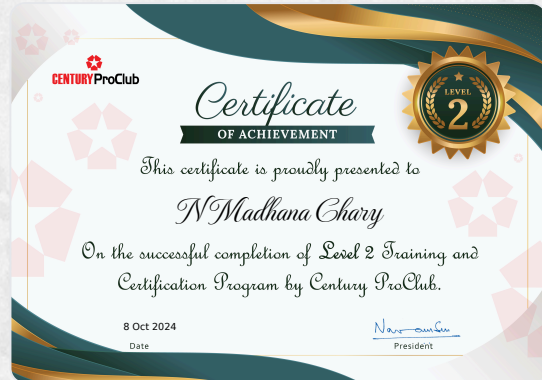 CENTURY ProClub
Certificate
OF ACHIEVEMENT
LEVEL
2
This certificate is proudly presented to
N Madhana Chary
On the successful completion of Level 2 Training and
Certification Program by Century ProClub.
8 Oct 2024
Date
President